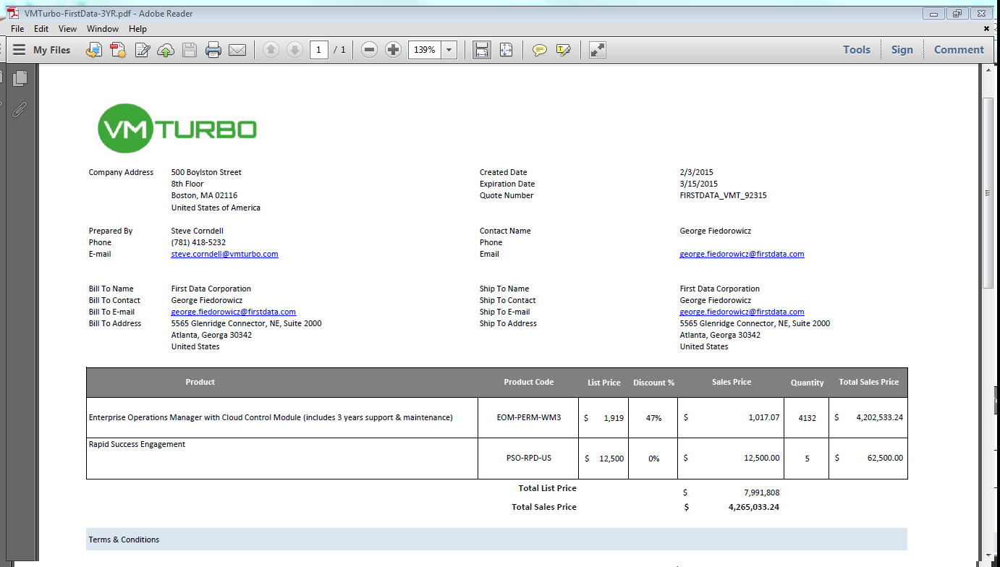 VMTurbo-FirstData-3YR.pdf - Adobe Reader
File Edit View Window Help
My Files 1 / 1 139% Tools Sign Comment
VMTURBO
Company Address 500 Boylston Street Created Date 2/3/2015
8th Floor Expiration Date 3/15/2015
Boston, MA 02116 Quote Number FIRSTDATA_VMT_92315
United States of America
Prepared By Steve Corndell Contact Name George Fiedorowicz
Phone (781) 418-5232 Phone
E-mail steve.corndell@vmturbo.com Email george.fiedorowicz@firstdata.com
Bill To Name First Data Corporation Ship To Name First Data Corporation
Bill To Contact George Fiedorowicz Ship To Contact George Fiedorowicz
Bill To E-mail george.fiedorowicz@firstdata.com Ship To E-mail george.fiedorowicz@firstdata.com
Bill To Address 5565 Glenridge Connector, NE, Suite 2000 Ship To Address 5565 Glenridge Connector, NE, Suite 2000
Atlanta, Georga 30342 Atlanta, Georga 30342
United States United States
Product Product Code List Price Discount % Sales Price Quantity Total Sales Price
Enterprise Operations Manager with Cloud Control Module (includes 3 years support & maintenance) EOM-PERM-WM3 $ 1,919 47% $ 1,017.07 4132 $ 4,202,533.24
Rapid Success Engagement PSO-RPD-US $ 12,500 0% $ 12,500.00 5 $ 62,500.00
Total List Price $ 7,991,808
Total Sales Price $ 4,265,033.24
Terms & Conditions